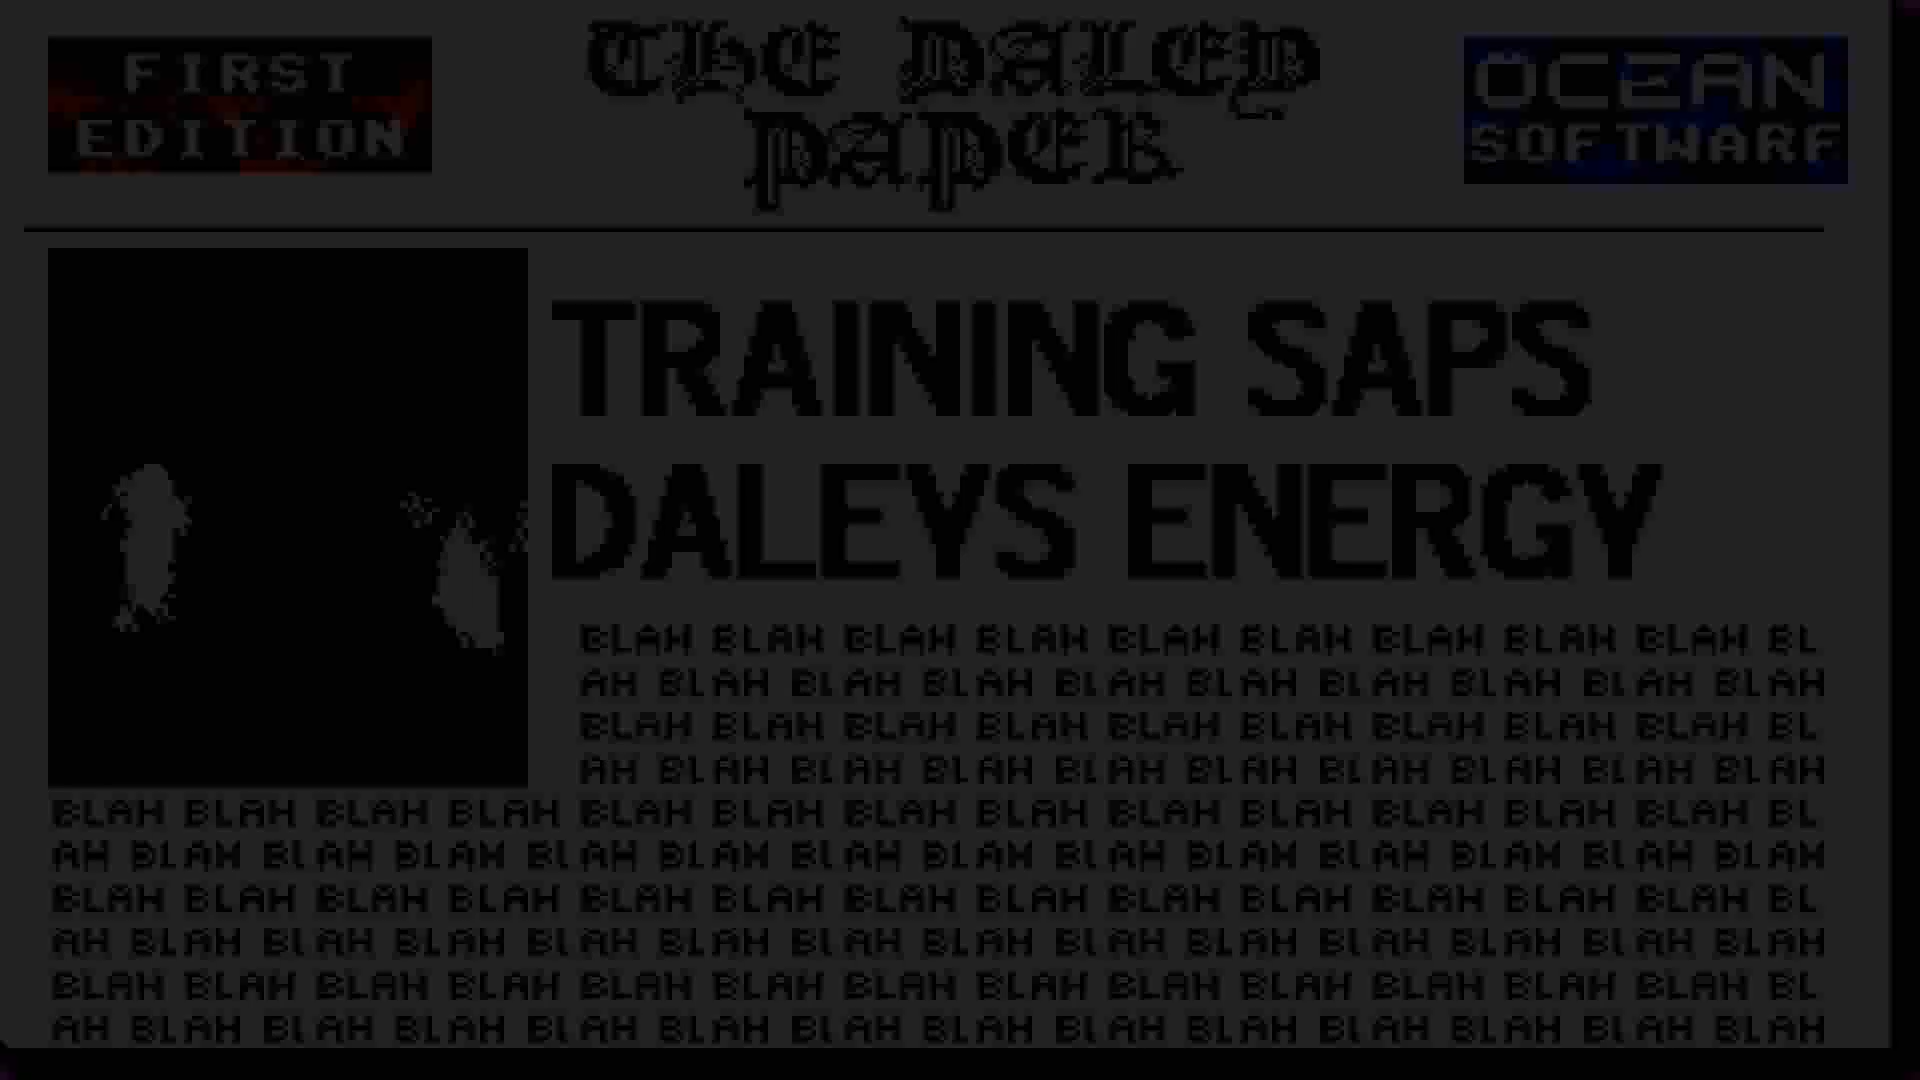 FIRST
EDITION
THE DALEY
PAPER
OCEAN
SOFTWARE
TRAINING SAPS
DALEYS ENERGY
BLAH BLAH BLAH BLAH BLAH BLAH BLAH BLAH BLAH BL
AH BLAH BLAH BLAH BLAH BLAH BLAH BLAH BLAH BLAH
BLAH BLAH BLAH BLAH BLAH BLAH BLAH BLAH BLAH BL
AH BLAH BLAH BLAH BLAH BLAH BLAH BLAH BLAH BLAH
BLAH BLAH BLAH BLAH BLAH BLAH BLAH BLAH BLAH BLAH BLAH BLAH BLAH BL
AH BLAH BLAH BLAH BLAH BLAH BLAH BLAH BLAH BLAH BLAH BLAH BLAH BLAH
BLAH BLAH BLAH BLAH BLAH BLAH BLAH BLAH BLAH BLAH BLAH BLAH BLAH BL
AH BLAH BLAH BLAH BLAH BLAH BLAH BLAH BLAH BLAH BLAH BLAH BLAH BLAH
BLAH BLAH BLAH BLAH BLAH BLAH BLAH BLAH BLAH BLAH BLAH BLAH BLAH BL
AH BLAH BLAH BLAH BLAH BLAH BLAH BLAH BLAH BLAH BLAH BLAH BLAH BLAH